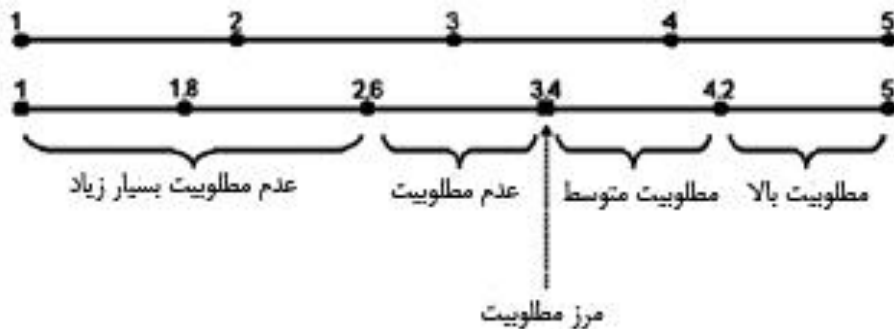 1 2 3 4 5
1 1,8 2,6 3,4 4,2 5
عدم مطلوبیت بسیار زیاد عدم مطلوبیت مطلوبیت متوسط مطلوبیت بالا
مرز مطلوبیت